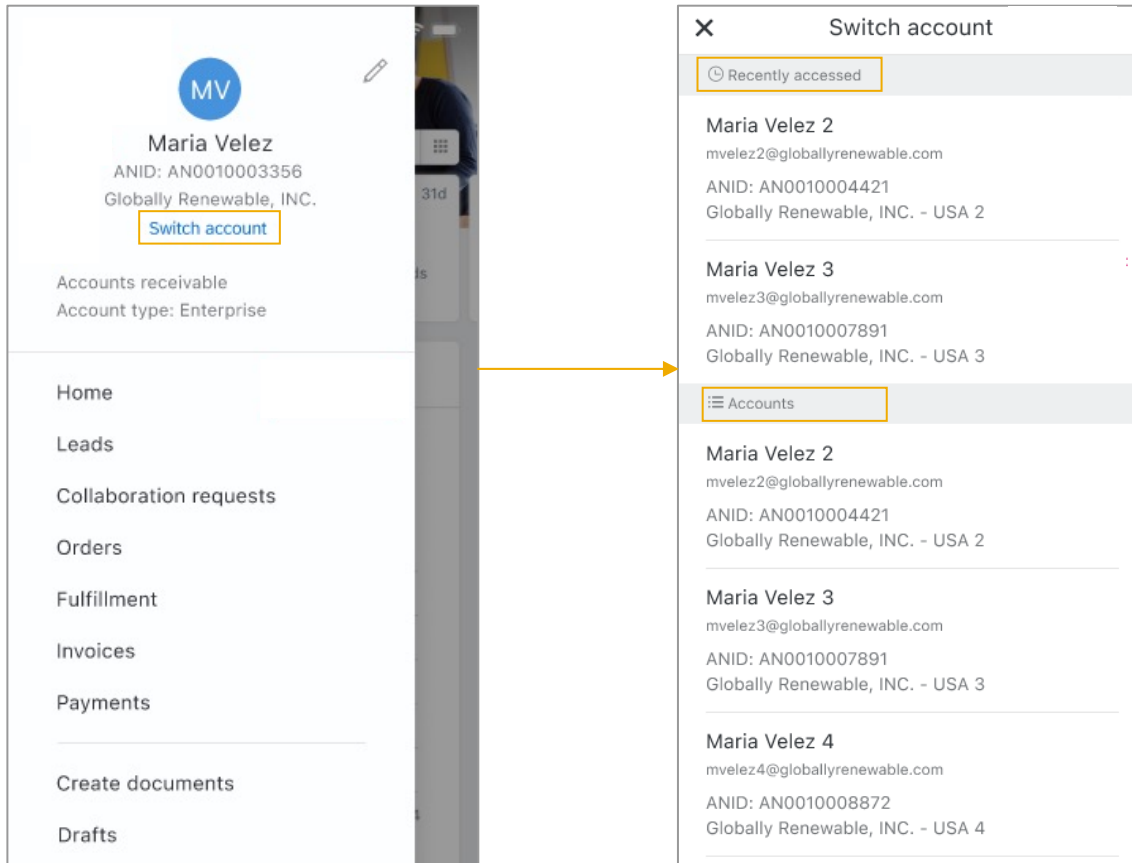 MV
Maria Velez
ANID: AN0010003356
Globally Renewable, INC.
Switch account
Accounts receivable
Account type: Enterprise
Home
Leads
Collaboration requests
Orders
Fulfillment
Invoices
Payments
Create documents
Drafts
31d
Switch account
Recently accessed
Maria Velez 2
mvelez2@globallyrenewable.com
ANID: AN0010004421
Globally Renewable, INC. - USA 2
Maria Velez 3
mvelez3@globallyrenewable.com
ANID: AN0010007891
Globally Renewable, INC. - USA 3
Accounts
Maria Velez 2
mvelez2@globallyrenewable.com
ANID: AN0010004421
Globally Renewable, INC. - USA 2
Maria Velez 3
mvelez3@globallyrenewable.com
ANID: AN0010007891
Globally Renewable, INC. - USA 3
Maria Velez 4
mvelez4@globallyrenewable.com
ANID: AN0010008872
Globally Renewable, INC. - USA 4